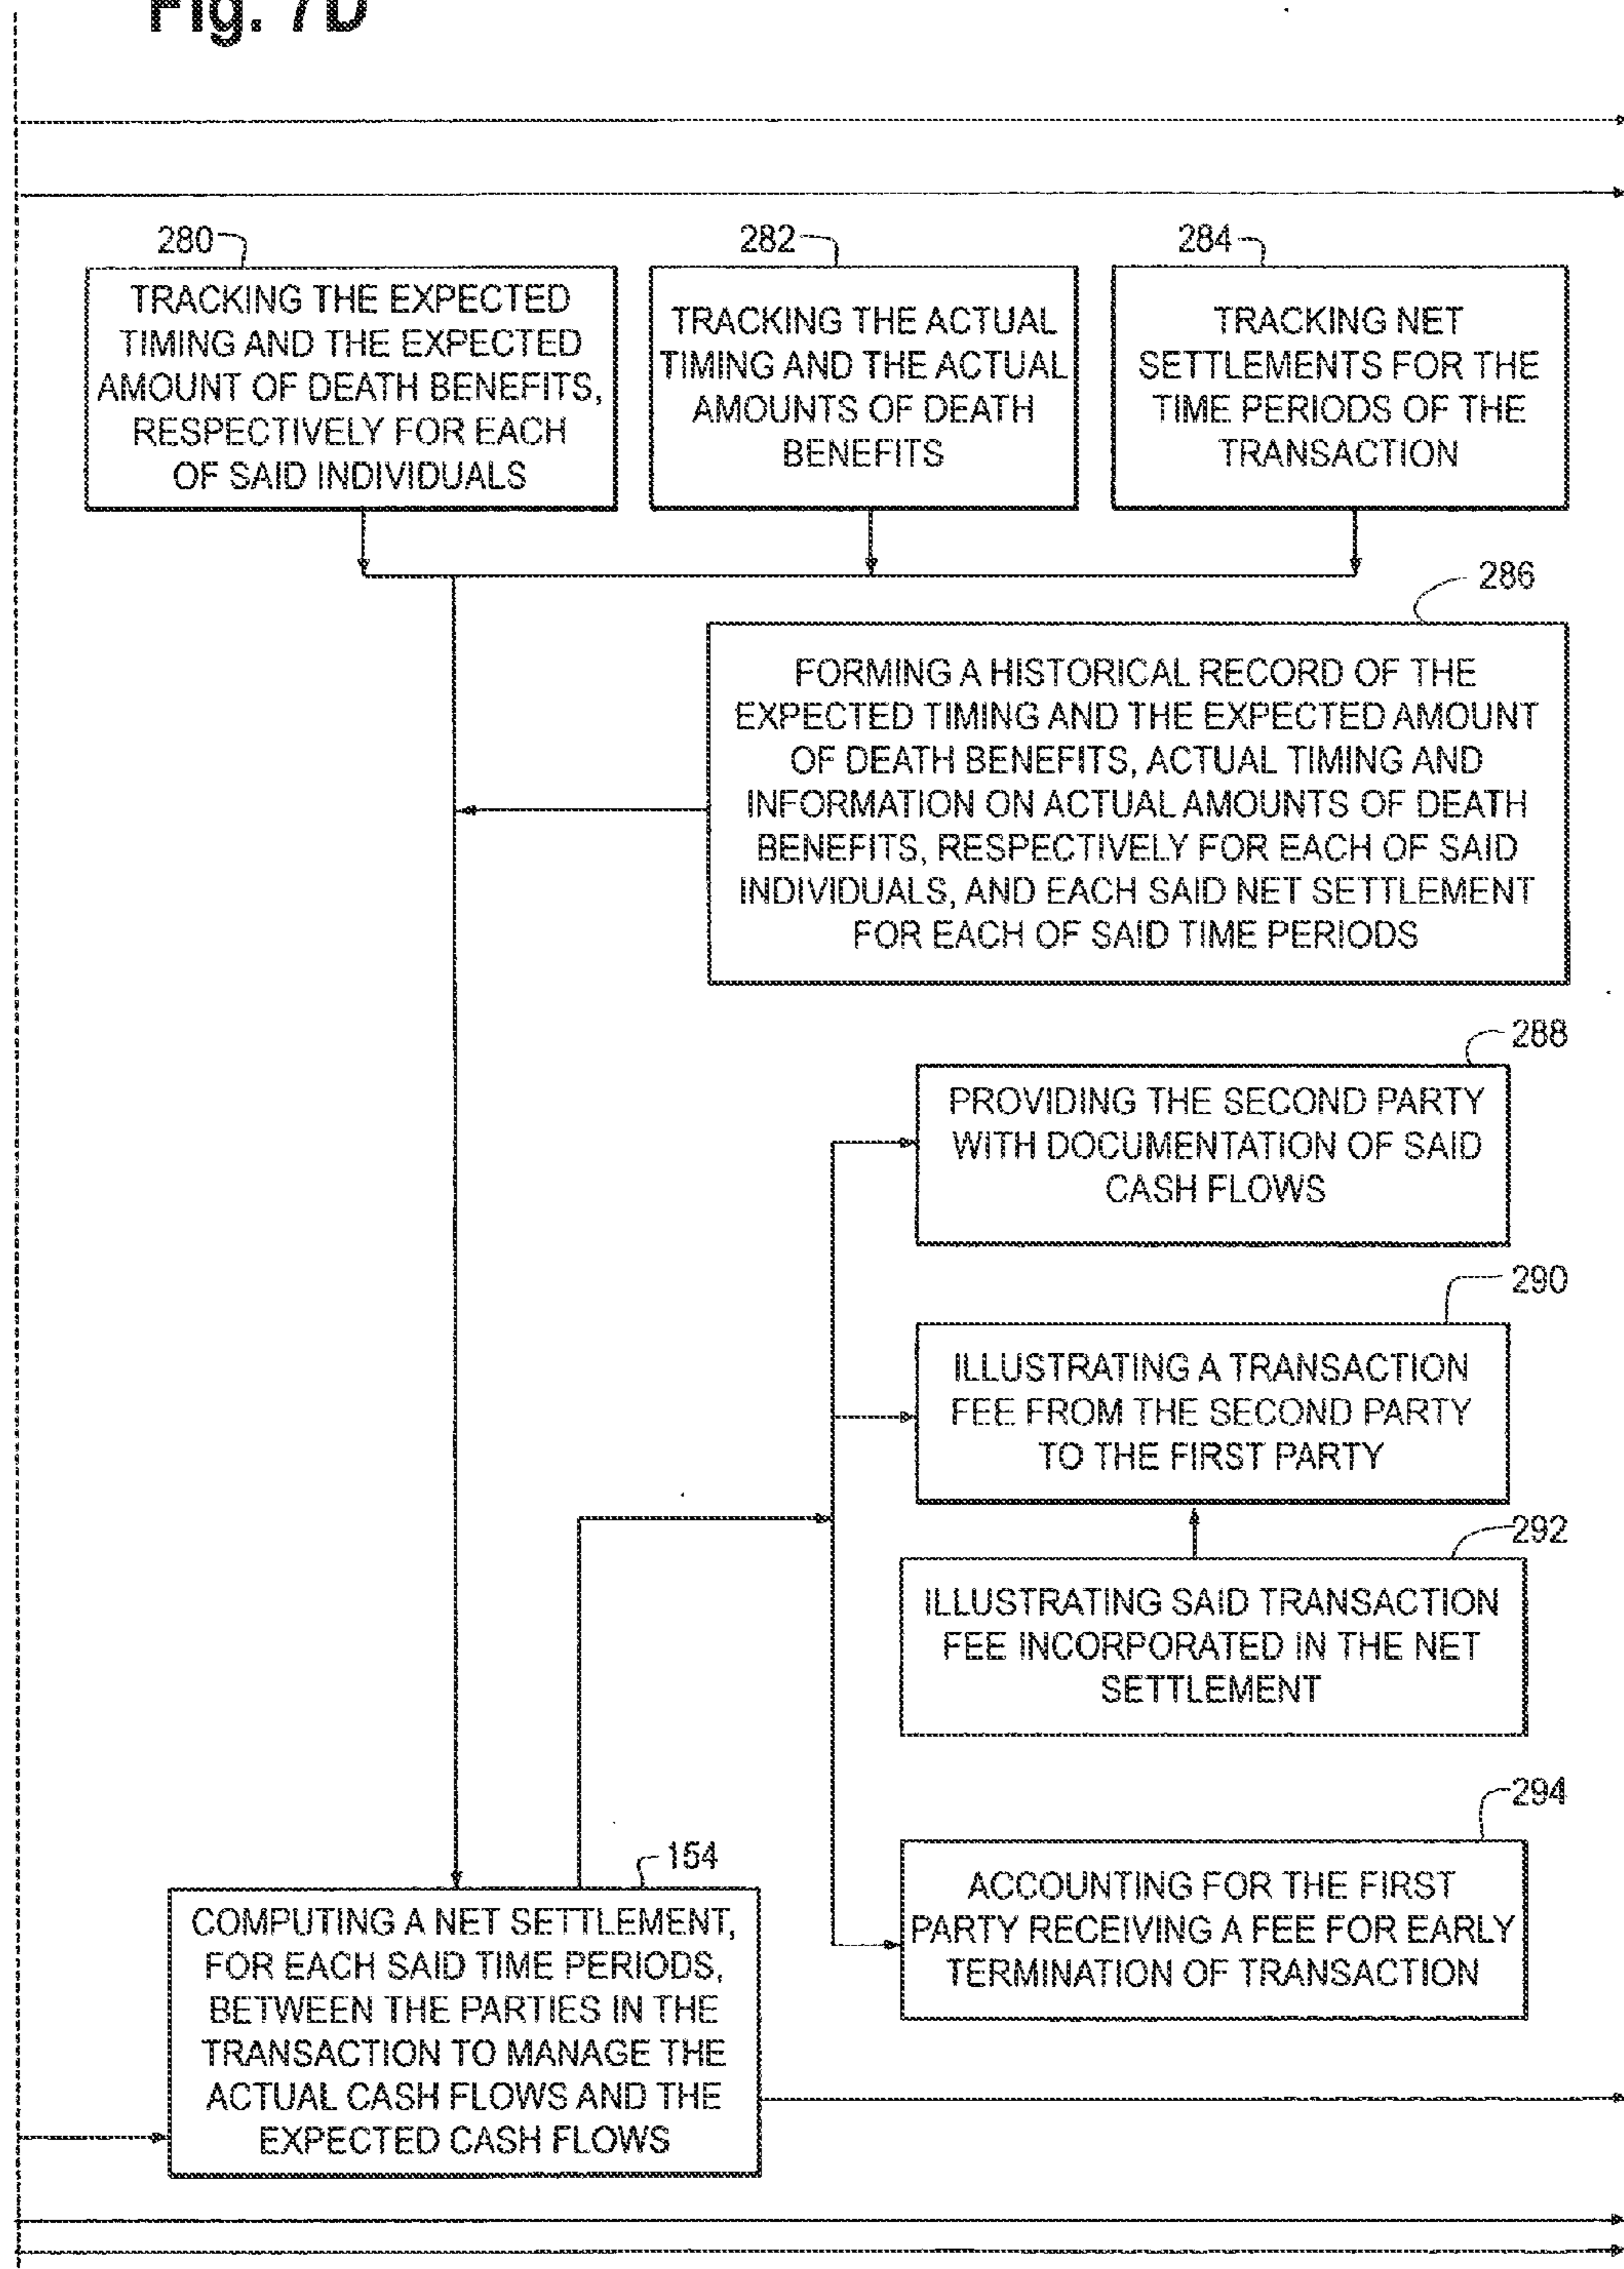 Fig. 7D
280
282
284
TRACKING THE EXPECTED
TIMING AND THE EXPECTED
AMOUNT OF DEATH BENEFITS,
RESPECTIVELY FOR EACH
OF SAID INDIVIDUALS
TRACKING THE ACTUAL
TIMING AND THE ACTUAL
AMOUNTS OF DEATH
BENEFITS
TRACKING NET
SETTLEMENTS FOR THE
TIME PERIODS OF THE
TRANSACTION
286
FORMING A HISTORICAL RECORD OF THE
EXPECTED TIMING AND THE EXPECTED AMOUNT
OF DEATH BENEFITS, ACTUAL TIMING AND
INFORMATION ON ACTUAL AMOUNTS OF DEATH
BENEFITS, RESPECTIVELY FOR EACH OF SAID
INDIVIDUALS, AND EACH SAID NET SETTLEMENT
FOR EACH OF SAID TIME PERIODS
288
PROVIDING THE SECOND PARTY
WITH DOCUMENTATION OF SAID
CASH FLOWS
290
ILLUSTRATING A TRANSACTION
FEE FROM THE SECOND PARTY
TO THE FIRST PARTY
292
ILLUSTRATING SAID TRANSACTION
FEE INCORPORATED IN THE NET
SETTLEMENT
294
ACCOUNTING FOR THE FIRST
PARTY RECEIVING A FEE FOR EARLY
TERMINATION OF TRANSACTION
154
COMPUTING A NET SETTLEMENT,
FOR EACH SAID TIME PERIODS,
BETWEEN THE PARTIES IN THE
TRANSACTION TO MANAGE THE
ACTUAL CASH FLOWS AND THE
EXPECTED CASH FLOWS